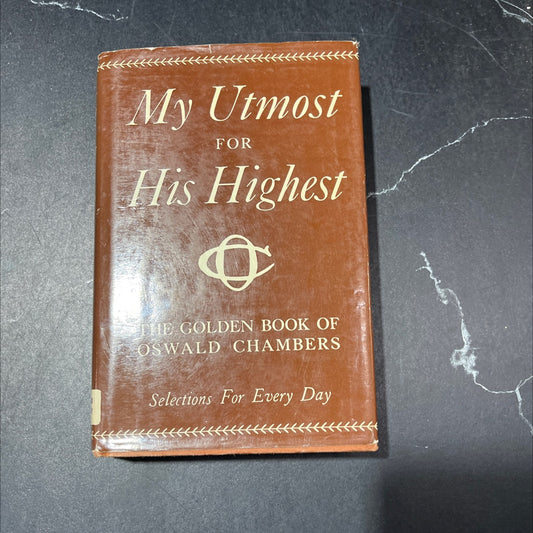 My Utmost
FOR
His Highest
OC
THE GOLDEN BOOK OF
OSWALD CHAMBERS
Selections For Every Day